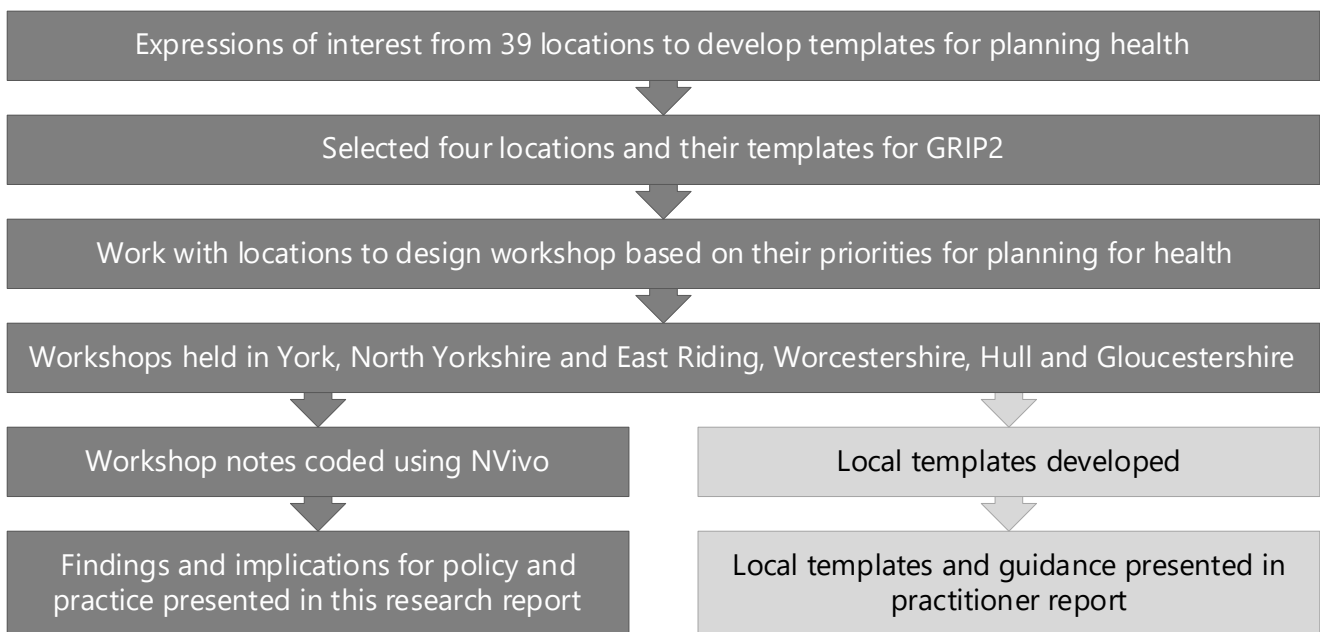 Expressions of interest from 39 locations to develop templates for planning health
Selected four locations and their templates for GRIP2
Work with locations to design workshop based on their priorities for planning for health
Workshops held in York, North Yorkshire and East Riding, Worcestershire, Hull and Gloucestershire
Workshop notes coded using NVivo
Local templates developed
Findings and implications for policy and
practice presented in this research report
Local templates and guidance presented in
practitioner report